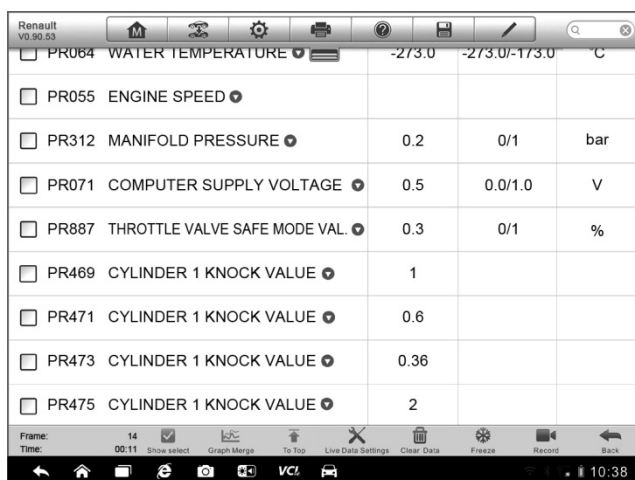 Renault
V0.90.53
PR064 WATER TEMPERATURE -273.0 -273.0/-173.0 °C
PR055 ENGINE SPEED
PR312 MANIFOLD PRESSURE 0.2 0/1 bar
PR071 COMPUTER SUPPLY VOLTAGE 0.5 0.0/1.0 V
PR887 THROTTLE VALVE SAFE MODE VAL. 0.3 0/1 %
PR469 CYLINDER 1 KNOCK VALUE 1
PR471 CYLINDER 1 KNOCK VALUE 0.6
PR473 CYLINDER 1 KNOCK VALUE 0.36
PR475 CYLINDER 1 KNOCK VALUE 2
Frame: 14
Time: 00:11 Show select Graph Merge To Top Live Data Settings Clear Data Freeze Record Back
VCI 10:38